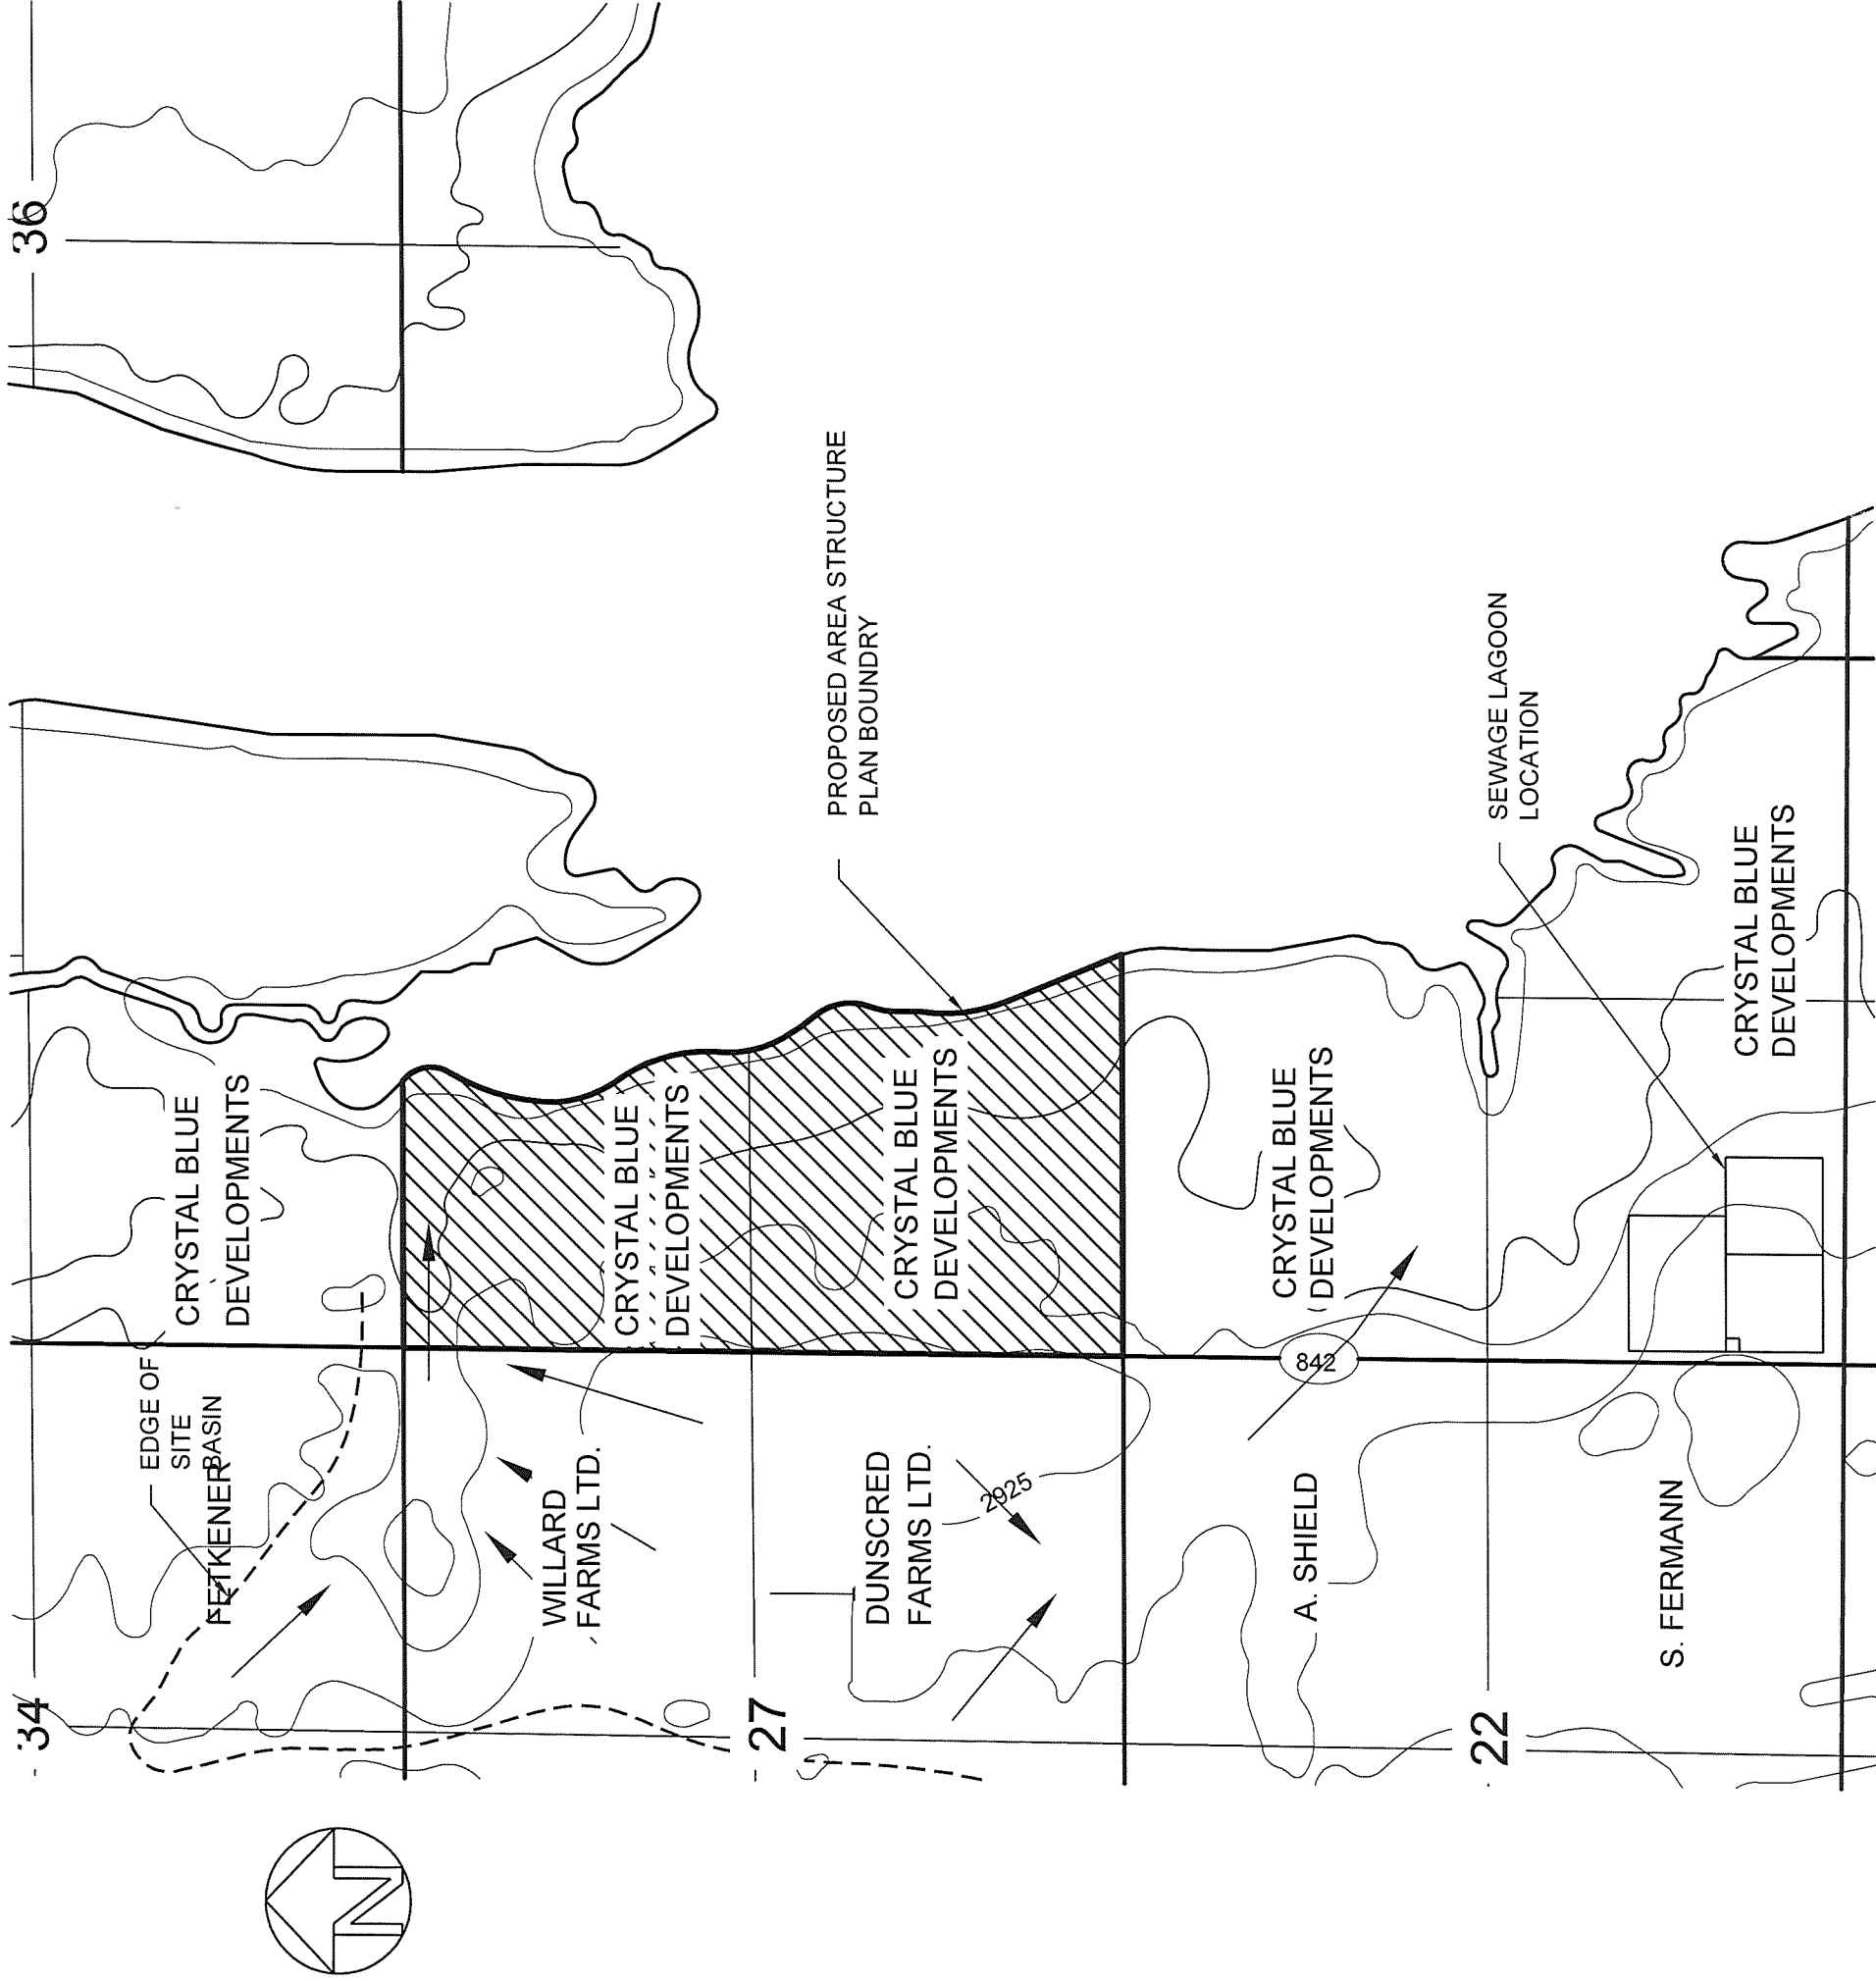 34
36
EDGE OF
SITE
BASIN
FETKENER
CRYSTAL BLUE
DEVELOPMENTS
N
WILLARD
FARMS LTD.
CRYSTAL BLUE
DEVELOPMENTS
27
PROPOSED AREA STRUCTURE
PLAN BOUNDRY
DUNSCRED
FARMS LTD.
2925
CRYSTAL BLUE
DEVELOPMENTS
A. SHIELD
842
CRYSTAL BLUE
DEVELOPMENTS
22
SEWAGE LAGOON
LOCATION
S. FERMANN
CRYSTAL BLUE
DEVELOPMENTS